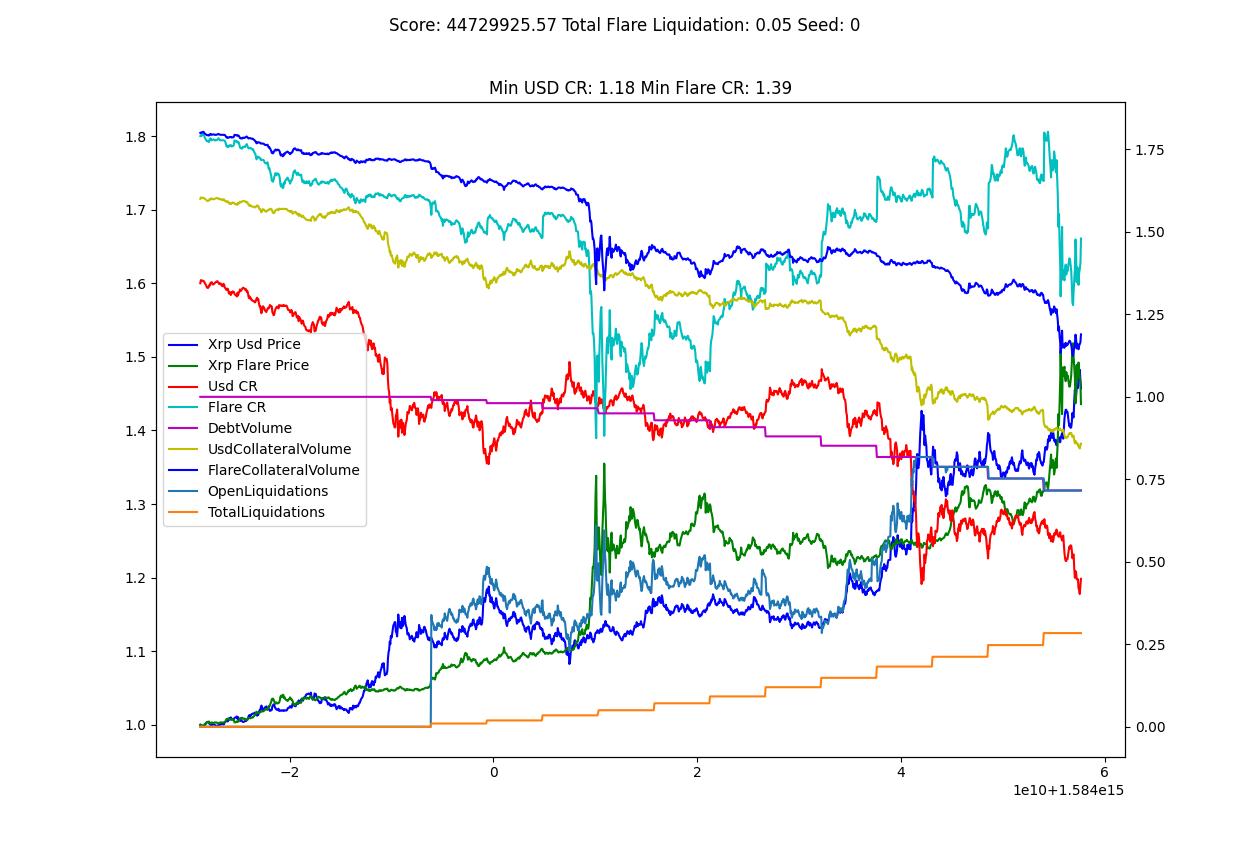 Score: 44729925.57 Total Flare Liquidation: 0.05 Seed: 0
Min USD CR: 1.18 Min Flare CR: 1.39
1.8
1.7
1.6
1.5
1.4
1.3
1.2
1.1
1.0
Xrp Usd Price
Xrp Flare Price
Usd CR
Flare CR
DebtVolume
UsdCollateralVolume
FlareCollateralVolume
OpenLiquidations
TotalLiquidations
1.75
1.50
1.25
1.00
0.75
0.50
0.25
0.00
−2 0 2 4 6
1e10+1.584e15